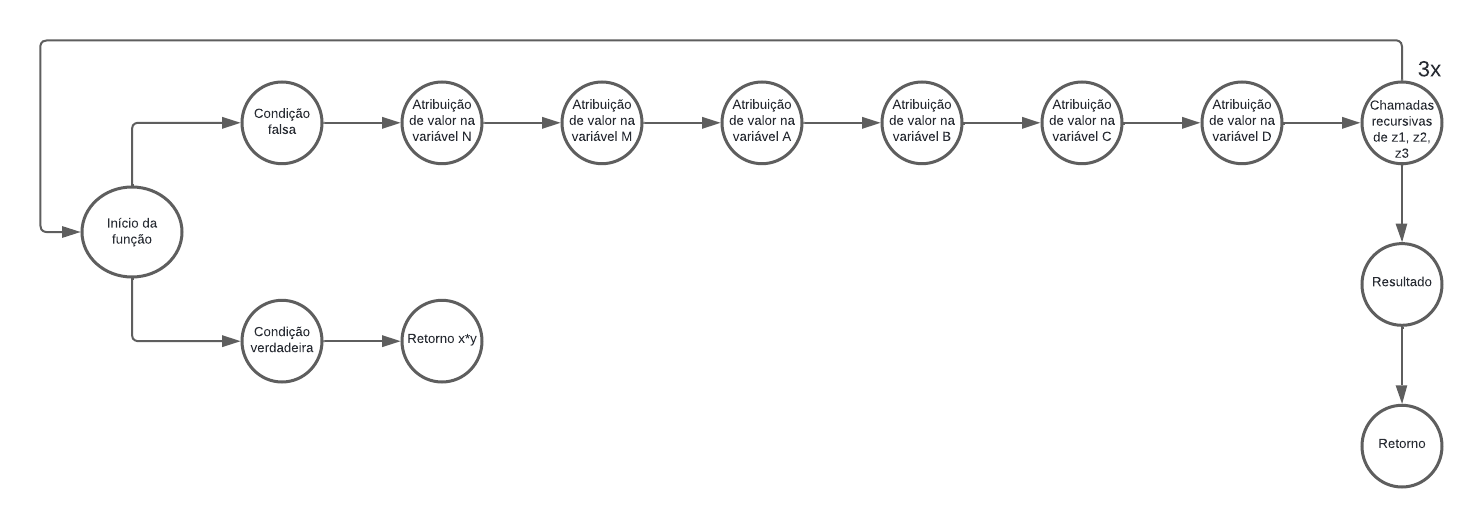 3x
Condição
falsa
Atribuição
de valor na
variável N
Atribuição
de valor na
variável M
Atribuição
de valor na
variável A
Atribuição
de valor na
variável B
Atribuição
de valor na
variável C
Atribuição
de valor na
variável D
Chamadas
recursivas
de z1, z2,
z3
Início da
função
Resultado
Condição
verdadeira
Retorno x*y
Retorno